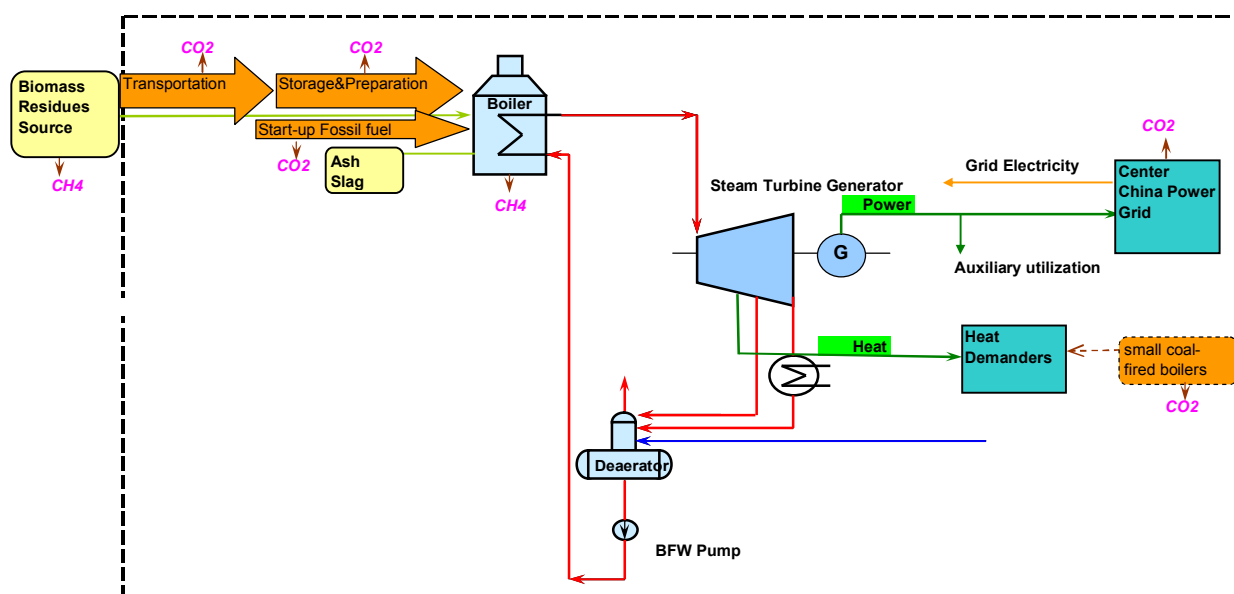 CO2
CO2
Biomass
Residues
Source
Transportation
Storage&Preparation
Boiler
Start-up Fossil fuel
CO2
Ash
Slag
CH4
CH4
Steam Turbine Generator
Grid Electricity
CO2
Center
China Power
Grid
Power
G
Auxiliary utilization
Heat
Heat
Demanders
small coal-
fired boilers
CO2
Deaerator
BFW Pump